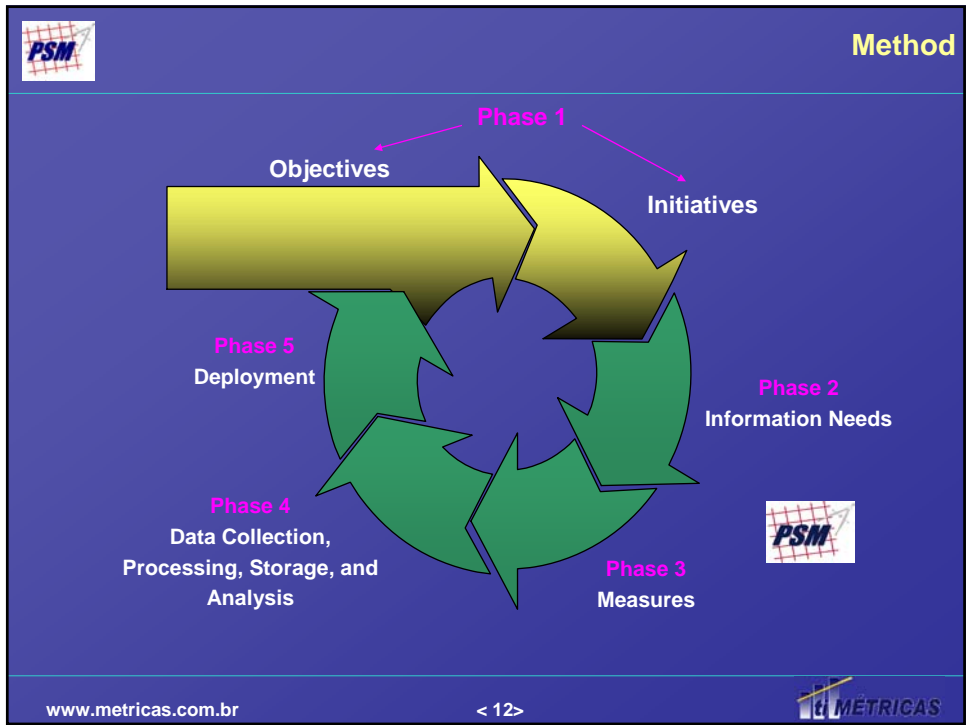 PSM
Method
Phase 1
Objectives
Initiatives
Phase 5
Deployment
Phase 2
Information Needs
Phase 4
Data Collection,
Processing, Storage, and
Analysis
PSM
Phase 3
Measures
www.metricas.com.br
< 12>
ti MÉTRICAS